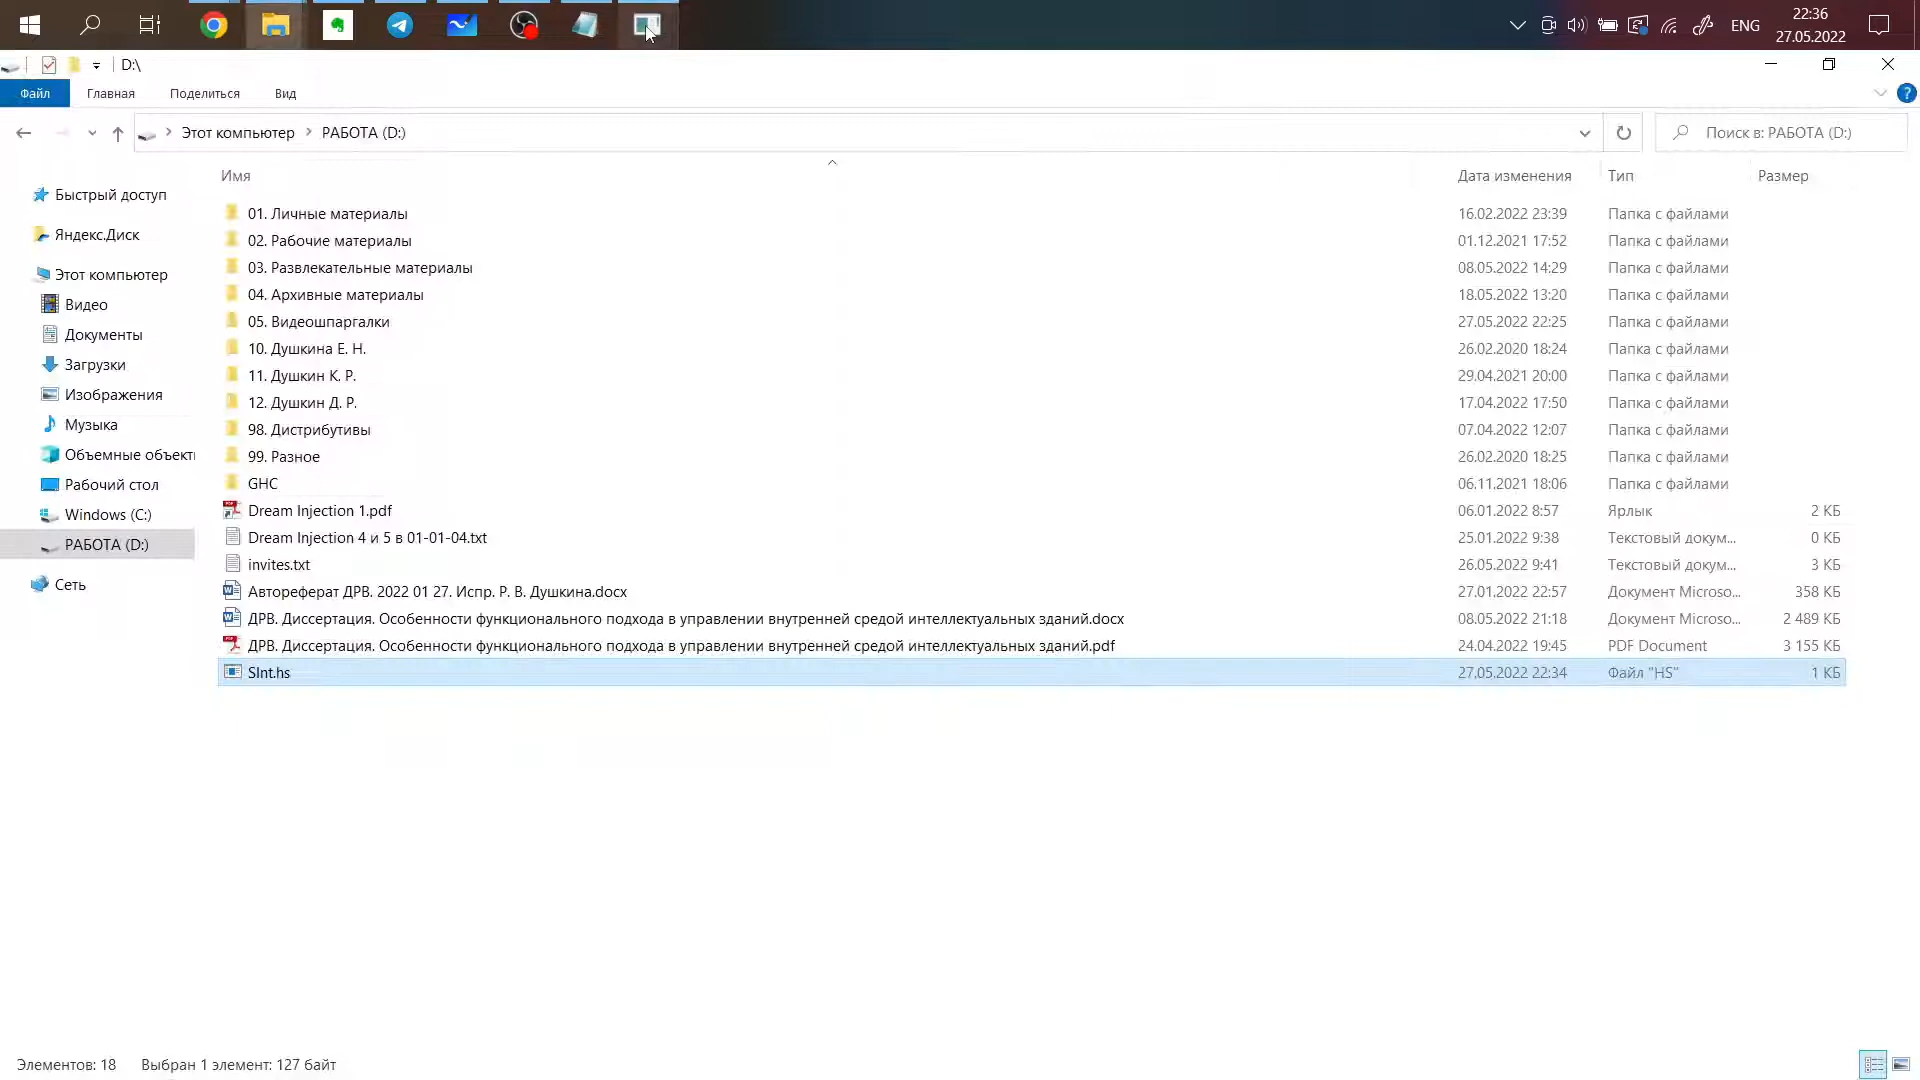 ENG
22:36
27.05.2022
D:\
Файл Главная Поделиться Вид
Этот компьютер РАБОТА (D:)
Поиск в: РАБОТА (D:)
Имя Дата изменения Тип Размер
Быстрый доступ
Яндекс.Диск
Этот компьютер
Видео
Документы
Загрузки
Изображения
Музыка
Объемные объект
Рабочий стол
Windows (C:)
РАБОТА (D:)
Сеть
01. Личные материалы 16.02.2022 23:39 Папка с файлами
02. Рабочие материалы 01.12.2021 17:52 Папка с файлами
03. Развлекательные материалы 08.05.2022 14:29 Папка с файлами
04. Архивные материалы 18.05.2022 13:20 Папка с файлами
05. Видеошпаргалки 27.05.2022 22:25 Папка с файлами
10. Душкина Е. Н. 26.02.2020 18:24 Папка с файлами
11. Душкин К. Р. 29.04.2021 20:00 Папка с файлами
12. Душкин Д. Р. 17.04.2022 17:50 Папка с файлами
98. Дистрибутивы 07.04.2022 12:07 Папка с файлами
99. Разное 26.02.2020 18:25 Папка с файлами
GHC 06.11.2021 18:06 Папка с файлами
Dream Injection 1.pdf 06.01.2022 8:57 Ярлык 2 КБ
Dream Injection 4 и 5 в 01-01-04.txt 25.01.2022 9:38 Текстовый докум... 0 КБ
invites.txt 26.05.2022 9:41 Текстовый докум... 3 КБ
Автореферат ДРВ. 2022 01 27. Испр. Р. В. Душкина.docx 27.01.2022 22:57 Документ Microso... 358 КБ
ДРВ. Диссертация. Особенности функционального подхода в управлении внутренней средой интеллектуальных зданий.docx 08.05.2022 21:18 Документ Microso... 2 489 КБ
ДРВ. Диссертация. Особенности функционального подхода в управлении внутренней средой интеллектуальных зданий.pdf 24.04.2022 19:45 PDF Document 3 155 КБ
SInt.hs 27.05.2022 22:34 Файл "HS" 1 КБ
Элементов: 18 Выбран 1 элемент: 127 байт